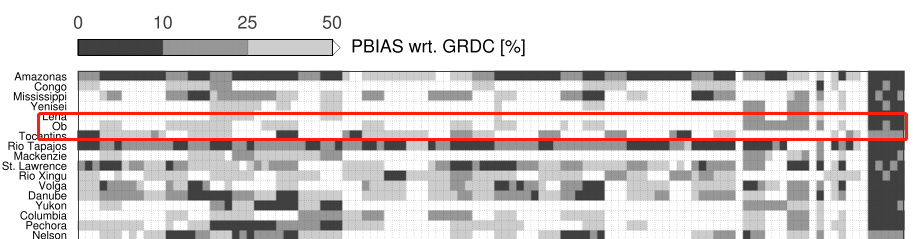 0 10 25 50
PBIAS wrt. GRDC [%]
Amazonas
Congo
Mississippi
Yenisei
Lena
Ob
Tocantins
Rio Tapajos
Mackenzie
St. Lawrence
Rio Xingu
Volga
Danube
Yukon
Columbia
Pechora
Nelson